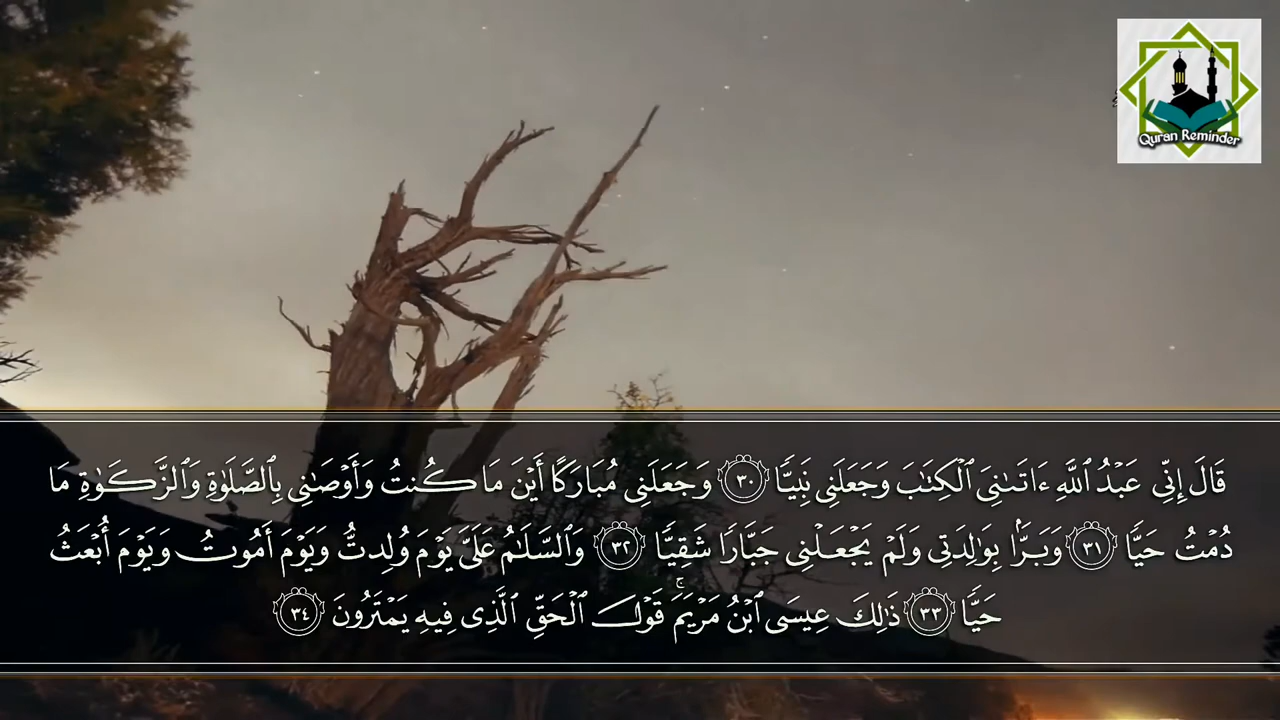 Quran Reminder
قَالَ إِنِّى عَبْدُ ٱللَّهِ ءَاتَىٰنِىَ ٱلْكِتَٰبَ وَجَعَلَنِى نَبِيًّا ٣٠ وَجَعَلَنِى مُبَارَكًا أَيْنَ مَا كُنتُ وَأَوْصَٰنِى بِٱلصَّلَوٰةِ وَٱلزَّكَوٰةِ مَا
دُمْتُ حَيًّا ٣١ وَبَرًّۢا بِوَٰلِدَتِى وَلَمْ يَجْعَلْنِى جَبَّارًا شَقِيًّا ٣٢ وَٱلسَّلَٰمُ عَلَىَّ يَوْمَ وُلِدتُّ وَيَوْمَ أَمُوتُ وَيَوْمَ أُبْعَثُ
حَيًّا ٣٣ ذَٰلِكَ عِيسَى ٱبْنُ مَرْيَمَ ۚ قَوْلَ ٱلْحَقِّ ٱلَّذِى فِيهِ يَمْتَرُونَ ٣٤